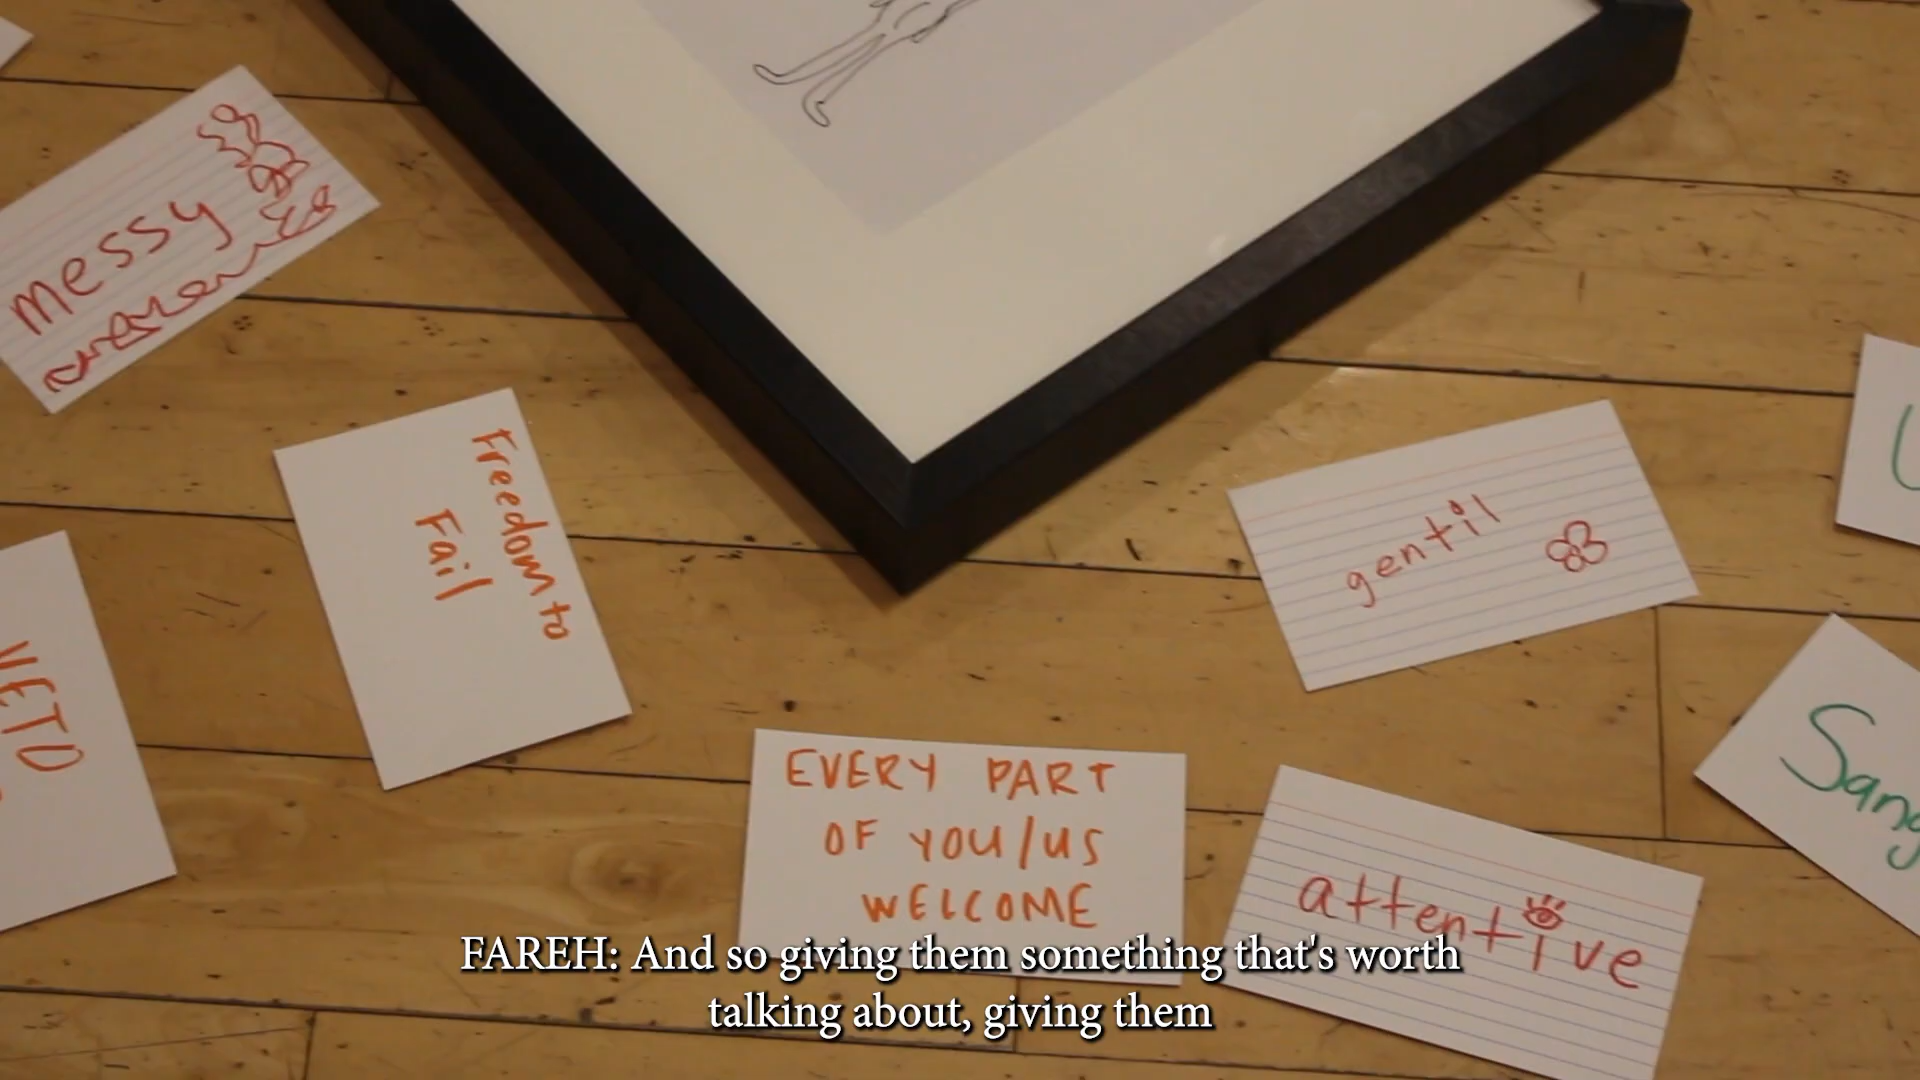 messy
Freedom to
Fail
VETO
EVERY PART
OF YOU/US
WELCOME
gentil
attentive
FAREH: And so giving them something that's worth
talking about, giving them